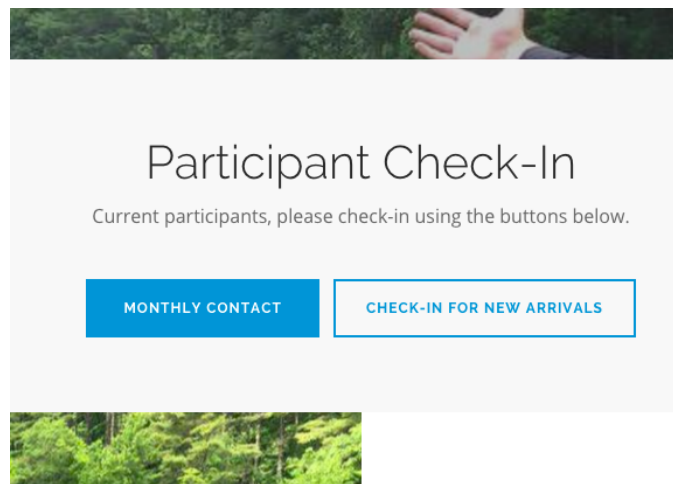 Participant Check-In
Current participants, please check-in using the buttons below.
MONTHLY CONTACT
CHECK-IN FOR NEW ARRIVALS